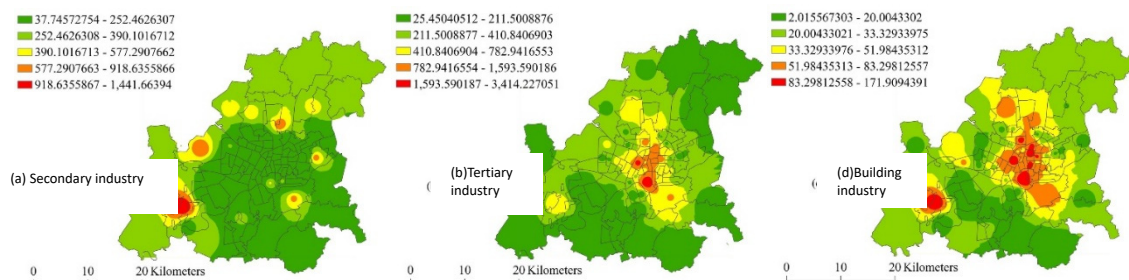 37.74572754 - 252.4626307
252.4626308 - 390.1016712
390.1016713 - 577.2907662
577.2907663 - 918.6355866
918.6355867 - 1,441.66394
(a) Secondary industry
0 10 20 Kilometers
25.45040512 - 211.5008876
211.5008877 - 410.8406903
410.8406904 - 782.9416553
782.9416554 - 1,593.590186
1,593.590187 - 3,414.227051
(b)Tertiary
industry
0 10 20 Kilometers
2.015567303 - 20.0043302
20.00433021 - 33.32933975
33.32933976 - 51.98435312
51.98435313 - 83.29812557
83.29812558 - 171.9094391
(d)Building
industry
0 10 20 Kilometers